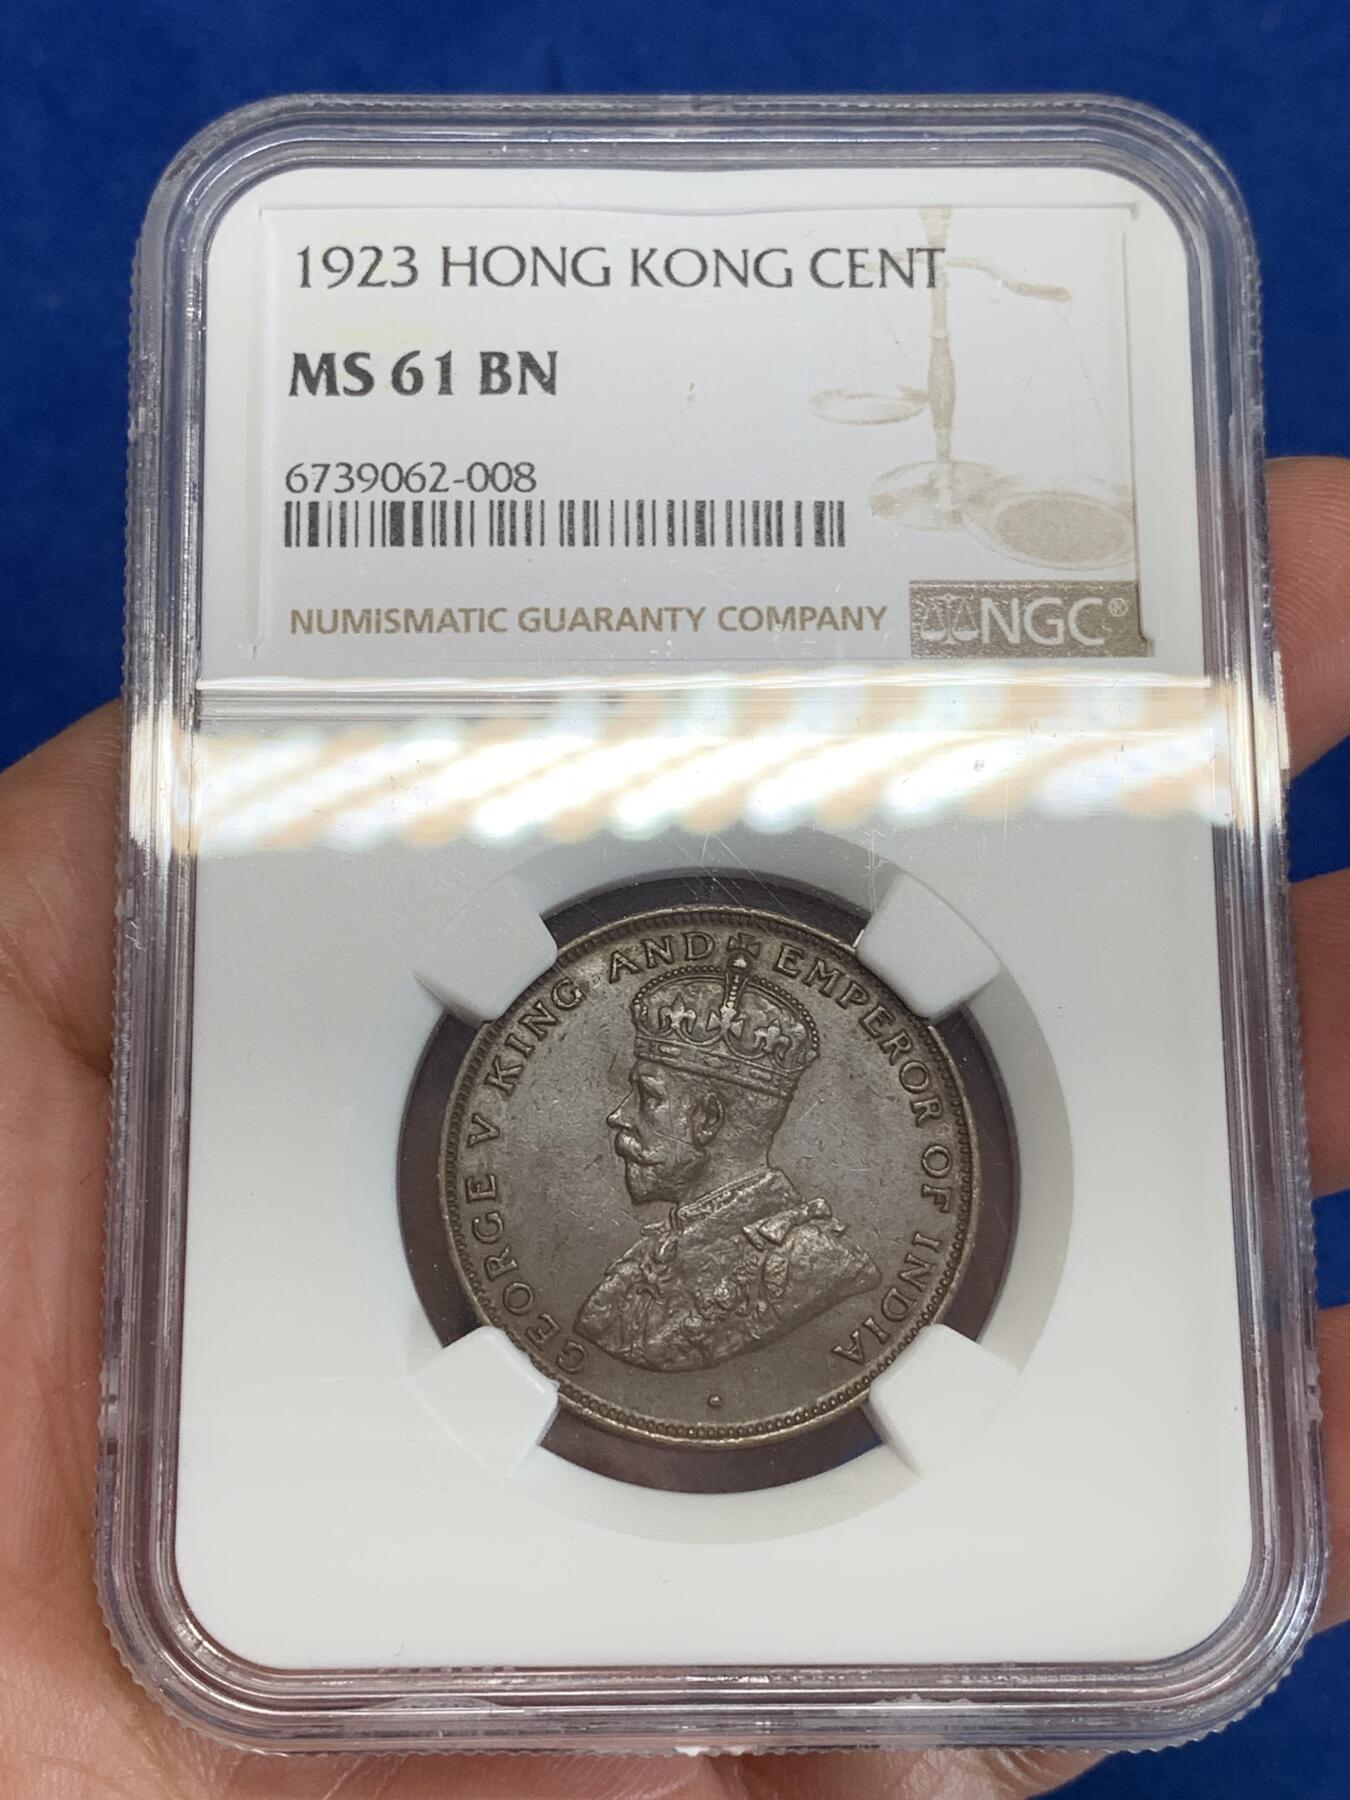 1923 HONG KONG CENT
MS 61 BN
6739062-008
NUMISMATIC GUARANTY COMPANY
NGC®
GEORGE V KING AND EMPEROR OF INDIA